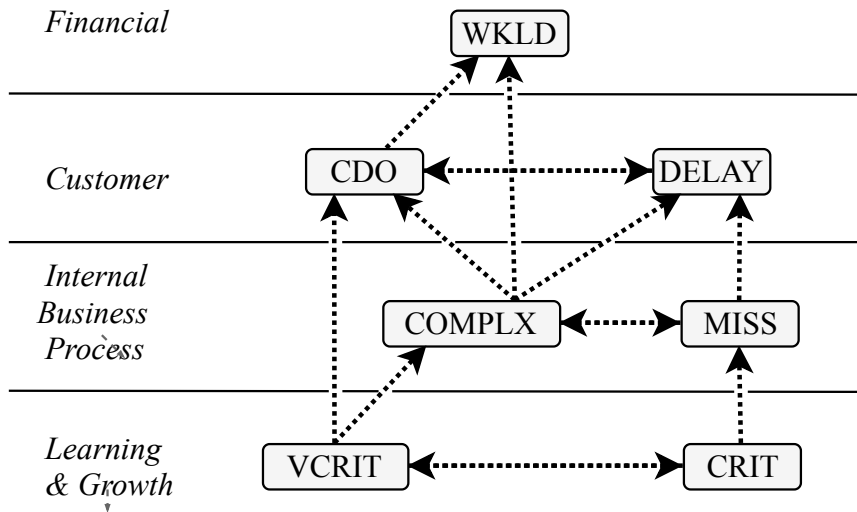 Financial
WKLD
Customer
CDO
DELAY
Internal
Business
Process
COMPLX
MISS
Learning
& Growth
VCRIT
CRIT